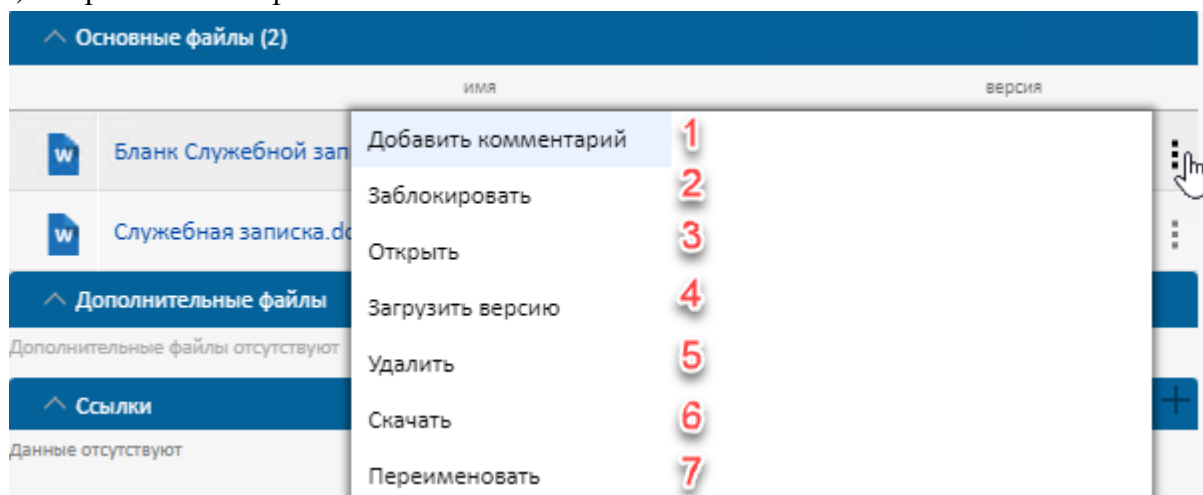 Основные файлы (2)
имя версия
Добавить комментарий 1
Бланк Служебной зап
Заблокировать 2
Служебная записка.do
Открыть 3
Дополнительные файлы
Загрузить версию 4
Дополнительные файлы отсутствуют
Удалить 5
Ссылки
Скачать 6
Данные отсутствуют
Переименовать 7